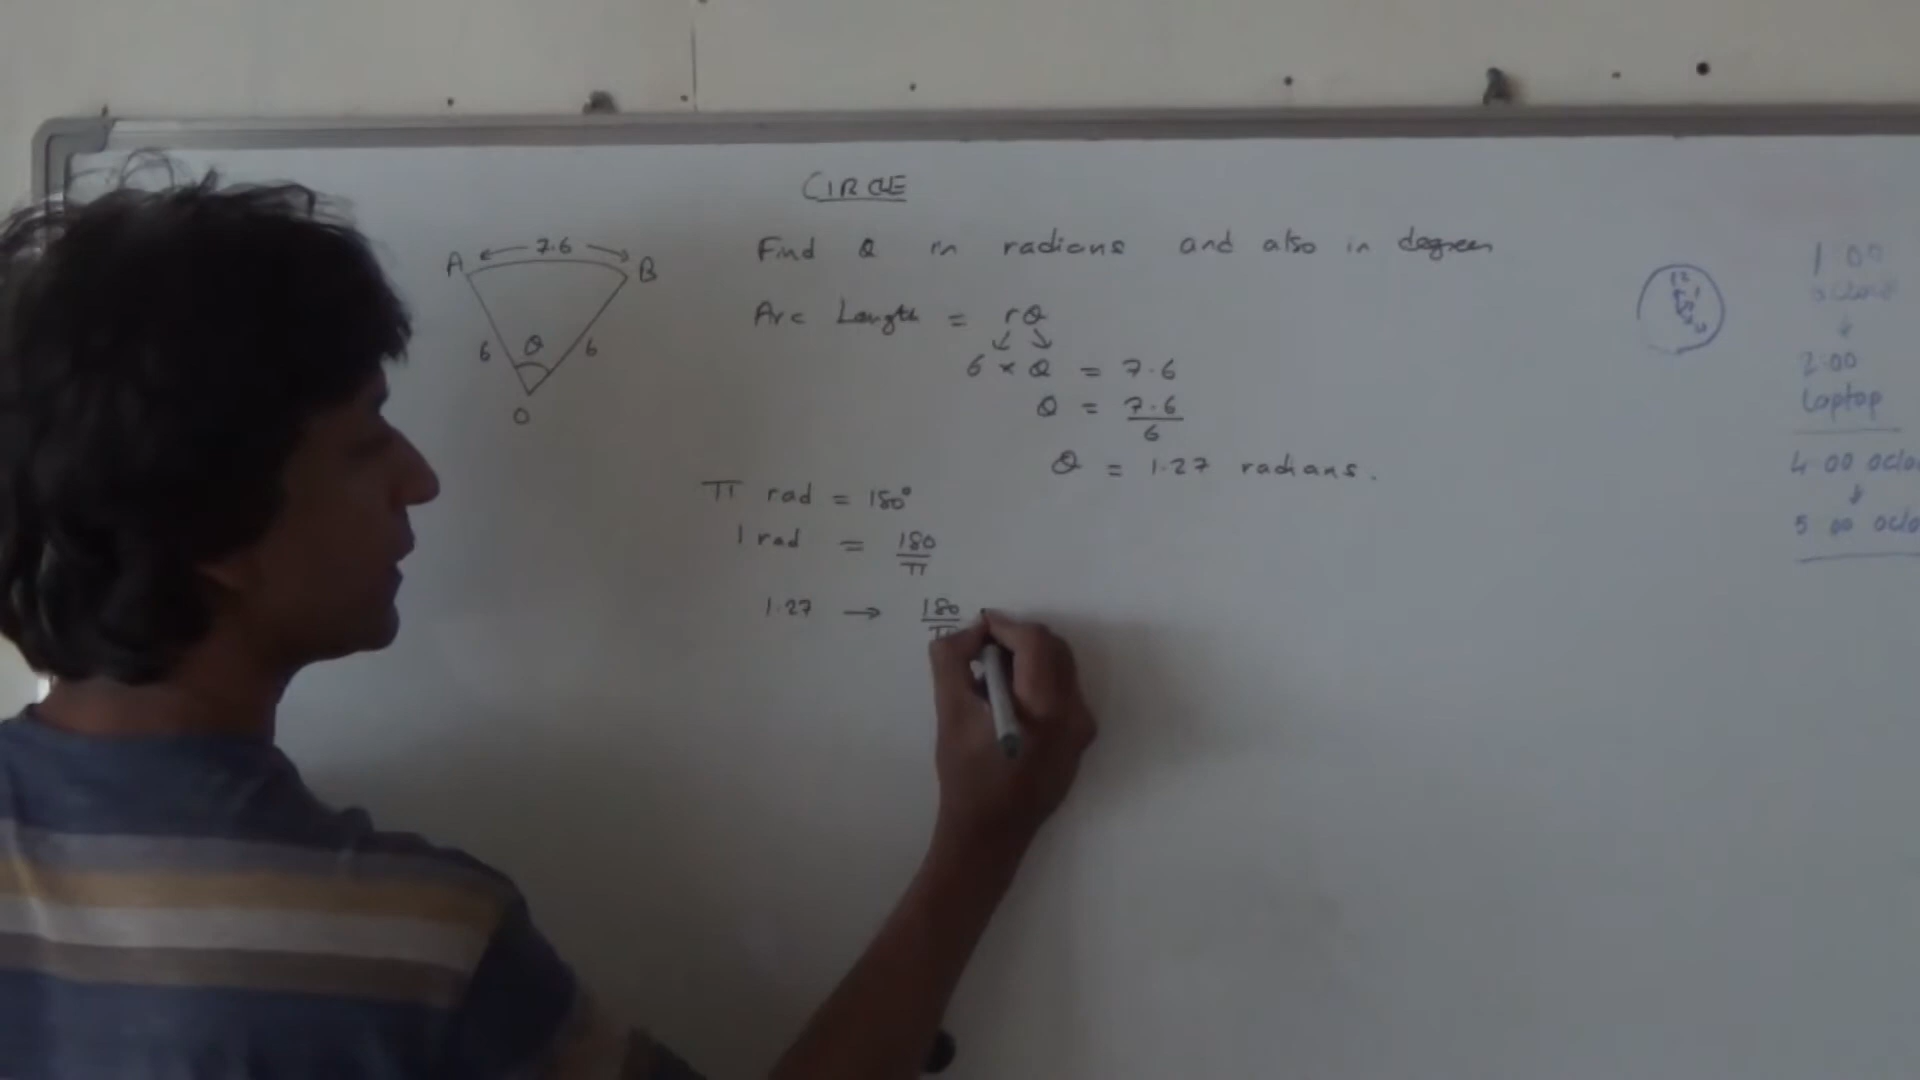 CIRCLE
A 7.6 B
6 θ 6
O
Find θ in radians and also in degrees
Arc Length = rθ
6 × θ = 7.6
θ = 7.6
6
θ = 1.27 radians.
π rad = 180°
1 rad = 180
π
1.27 → 180
π
12
1
1 00
2:00
Laptop
4 00 oclo
5 00 oclo